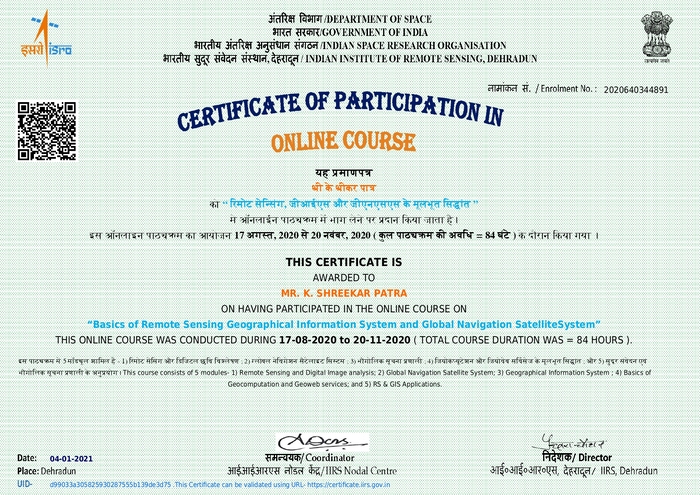 इसरो isro
अंतरिक्ष विभाग /DEPARTMENT OF SPACE
भारत सरकार/GOVERNMENT OF INDIA
भारतीय अंतरिक्ष अनुसंधान संगठन /INDIAN SPACE RESEARCH ORGANISATION
भारतीय सुदूर संवेदन संस्थान, देहरादून / INDIAN INSTITUTE OF REMOTE SENSING, DEHRADUN
सत्यमेव जयते
नामांकन सं. / Enrolment No. : 2020640344891
CERTIFICATE OF PARTICIPATION IN
ONLINE COURSE
यह प्रमाणपत्र
श्री के श्रीकर पात्र
को “ रिमोट सेन्सिंग, जीआईएस और जीएनएसएस के मूलभूत सिद्धांत ”
में ऑनलाईन पाठ्यक्रम में भाग लेने पर प्रदान किया जाता है ।
इस ऑनलाइन पाठ्यक्रम का आयोजन 17 अगस्त, 2020 से 20 नवंबर, 2020 ( कुल पाठ्यक्रम की अवधि = 84 घंटे ) के दौरान किया गया ।
THIS CERTIFICATE IS
AWARDED TO
MR. K. SHREEKAR PATRA
ON HAVING PARTICIPATED IN THE ONLINE COURSE ON
“Basics of Remote Sensing Geographical Information System and Global Navigation SatelliteSystem”
THIS ONLINE COURSE WAS CONDUCTED DURING 17-08-2020 to 20-11-2020 ( TOTAL COURSE DURATION WAS = 84 HOURS ).
इस पाठ्यक्रम में 5 मॉड्यूल शामिल हैं - 1) रिमोट सेंसिंग और डिजिटल छवि विश्लेषण ; 2) ग्लोबल नेविगेशन सैटेलाइट सिस्टम ; 3) भौगोलिक सूचना प्रणाली ; 4) जियोकंप्यूटेशन और जियोवेब सर्विसेज के मूलभूत सिद्धांत ; और 5) सुदूर संवेदन एवं
भौगोलिक सूचना प्रणाली के अनुप्रयोग । This course consists of 5 modules- 1) Remote Sensing and Digital Image analysis; 2) Global Navigation Satellite System; 3) Geographical Information System ; 4) Basics of
Geocomputation and Geoweb services; and 5) RS & GIS Applications.
Date: 04-01-2021
समन्वयक/ Coordinator
निदेशक/ Director
Place: Dehradun
आईआईआरएस नोडल केंद्र/ IIRS Nodal Centre
आई०आई०आर०एस, देहरादून/ IIRS, Dehradun
UID- d99033a305825930287555b139de3d75 .This Certificate can be validated using URL- https://certificate.iirs.gov.in